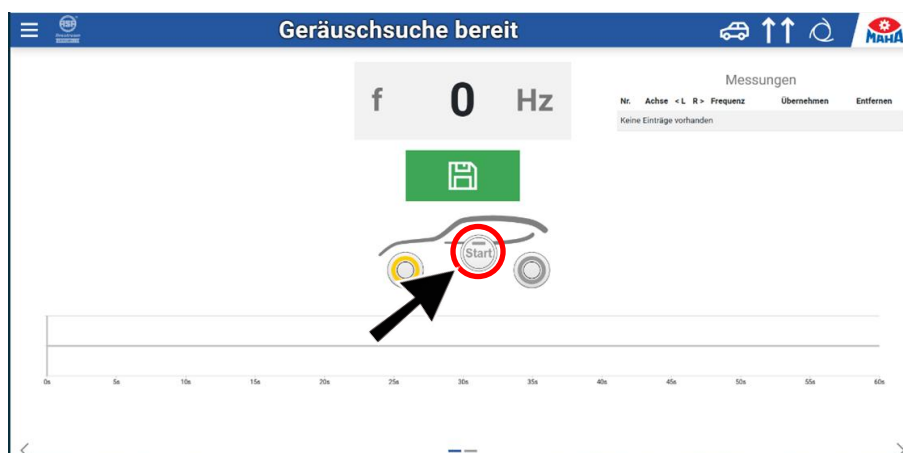 Geräuschsuche bereit
MAHA
f 0 Hz
Messungen
Nr. Achse < L R > Frequenz Übernehmen Entfernen
Keine Einträge vorhanden
Start
0s 5s 10s 15s 20s 25s 30s 35s 40s 45s 50s 55s 60s